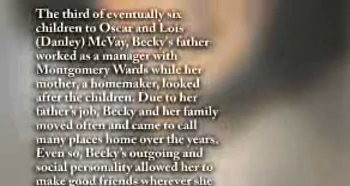 The third of eventually six
children to Oscar and Lois
(Danley) McVay, Becky's father
worked as a manager with
Montgomery Wards while her
mother, a homemaker, looked
after the children. Due to her
father's job, Becky and her family
moved often and came to call
many places home over the years.
Even so, Becky's outgoing and
social personality allowed her to
make good friends wherever she